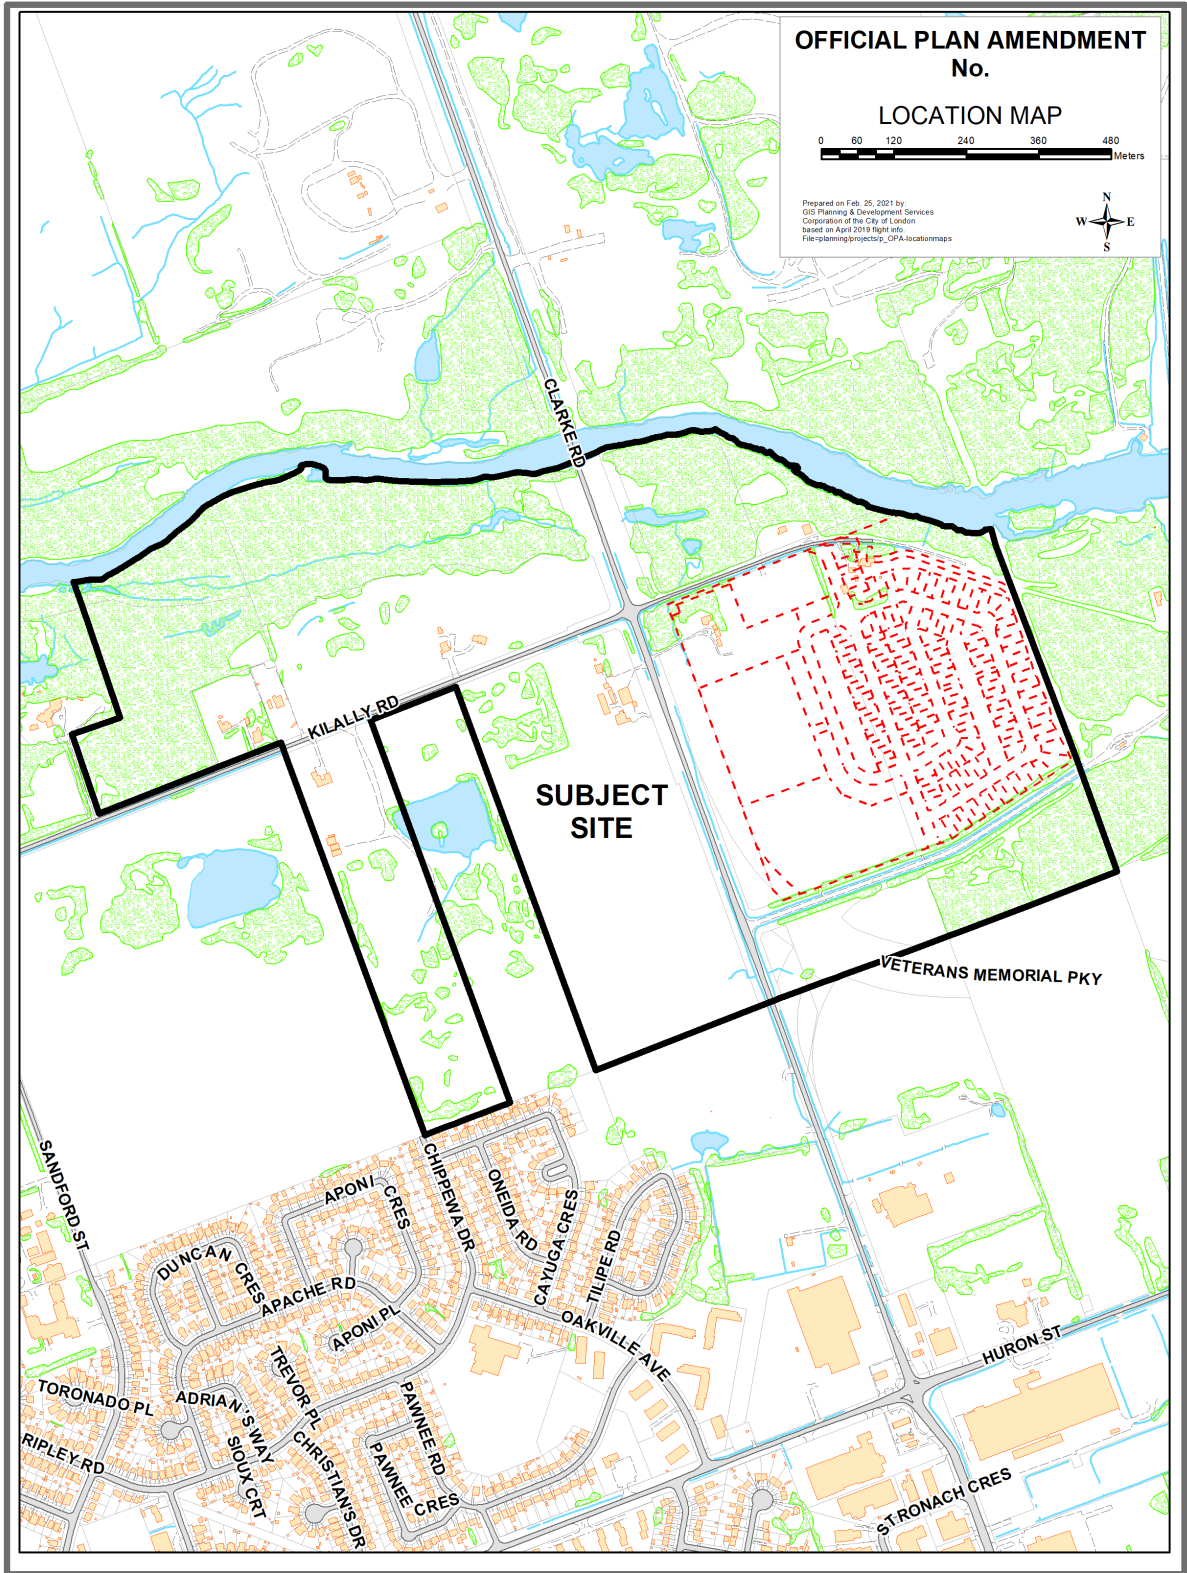 OFFICIAL PLAN AMENDMENT
No.
LOCATION MAP
0 60 120 240 360 480
Meters
Prepared on Feb. 25, 2021 by:
GIS Planning & Development Services
Corporation of the City of London
based on April 2019 flight info.
File=planning/projects/p_OPA-locationmaps
N
W E
S
CLARKE RD
KILALLY RD
SUBJECT
SITE
VETERANS MEMORIAL PKY
SANDFORD ST
CHIPPEWA DR
ONEIDA RD
APONI CRES
CAYUGA CRES
TILIPE RD
DUNCAN CRES
APACHE RD
APONI PL
OAKVILLE AVE
HURON ST
TREVOR PL
TORONADO PL
ADRIAN'S WAY
PAWNEE RD
RIPLEY RD
SIOUX CRT
CHRISTIAN'S DR
PAWNEE CRES
STRONACH CRES